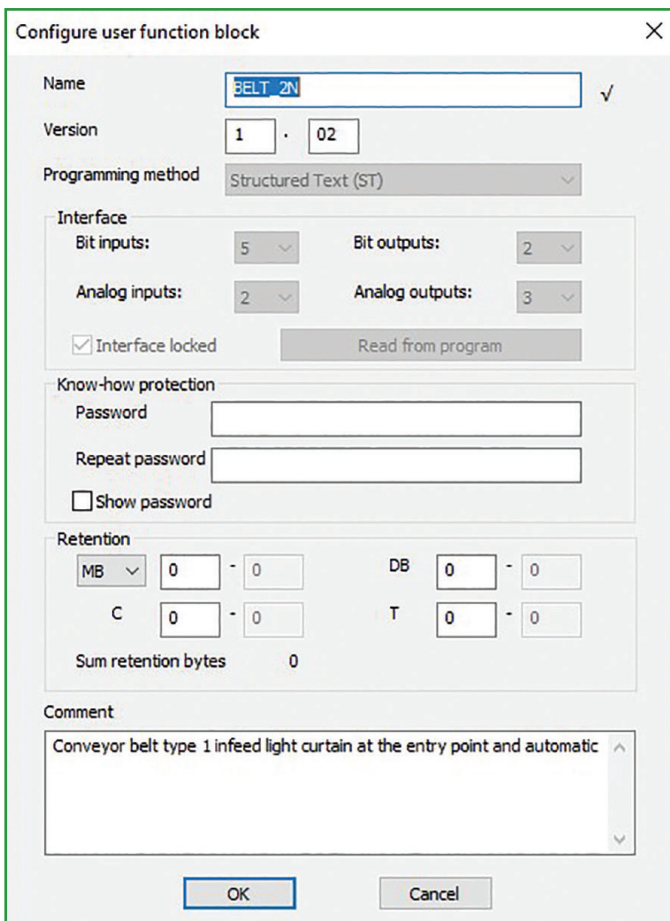 Configure user function block
Name BELT_2N √
Version 1 . 02
Programming method Structured Text (ST)
Interface
Bit inputs: 5 Bit outputs: 2
Analog inputs: 2 Analog outputs: 3
Interface locked Read from program
Know-how protection
Password
Repeat password
Show password
Retention
MB 0 - 0 DB 0 - 0
C 0 - 0 T 0 - 0
Sum retention bytes 0
Comment
Conveyor belt type 1 infeed light curtain at the entry point and automatic
OK Cancel